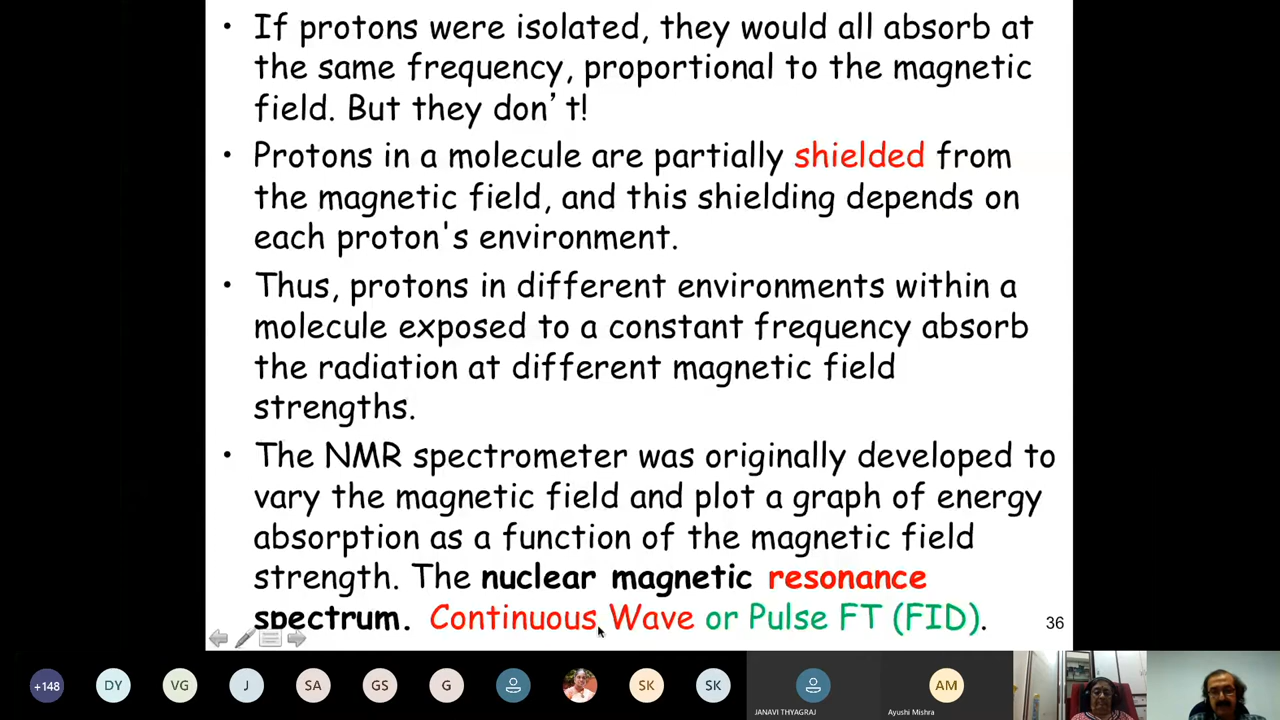 • If protons were isolated, they would all absorb at
the same frequency, proportional to the magnetic
field. But they don’t!
• Protons in a molecule are partially shielded from
the magnetic field, and this shielding depends on
each proton's environment.
• Thus, protons in different environments within a
molecule exposed to a constant frequency absorb
the radiation at different magnetic field
strengths.
• The NMR spectrometer was originally developed to
vary the magnetic field and plot a graph of energy
absorption as a function of the magnetic field
strength. The nuclear magnetic resonance
spectrum. Continuous Wave or Pulse FT (FID).
36
+148 DY VG J SA GS G SK SK AM
JANAVI THYAGRAJ Ayushi Mishra